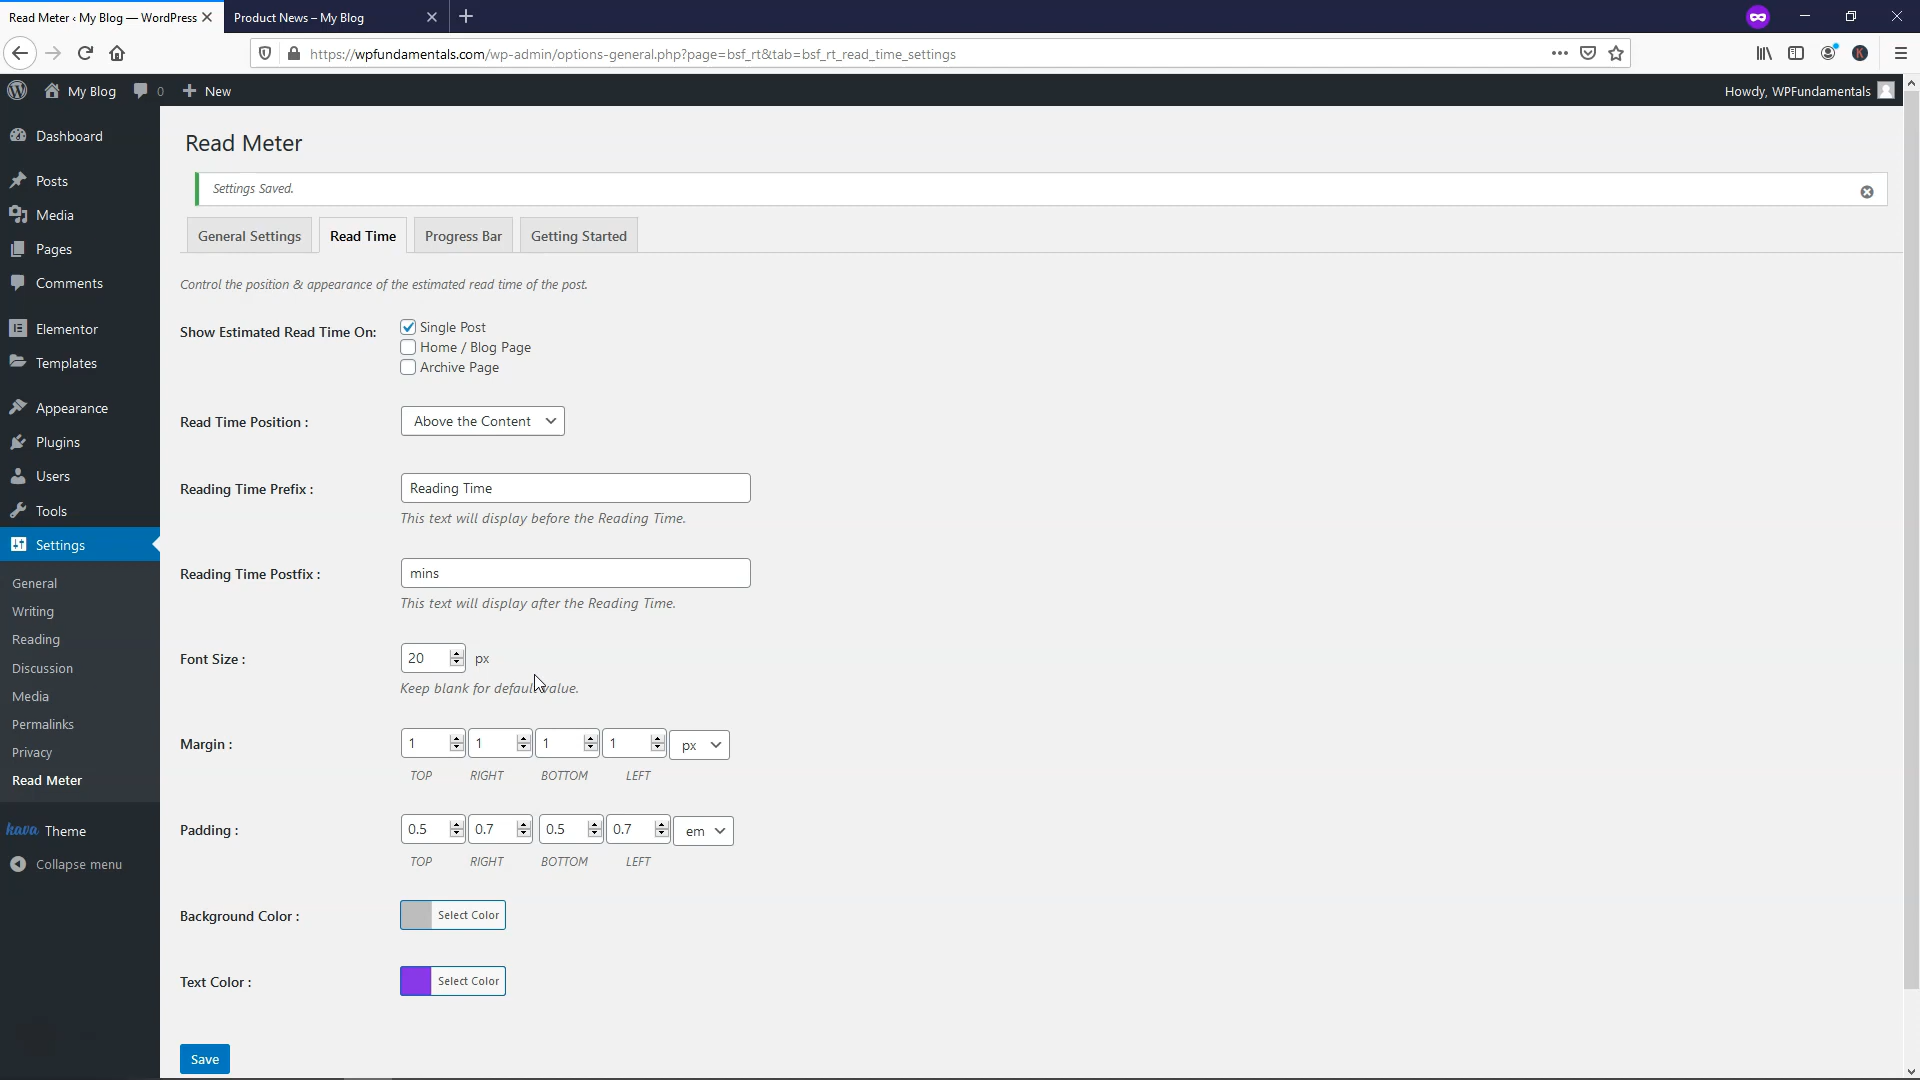 Read Meter ‹ My Blog — WordPress
Product News – My Blog
https://wpfundamentals.com/wp-admin/options-general.php?page=bsf_rt&tab=bsf_rt_read_time_settings
My Blog
0
New
Howdy, WPFundamentals
Dashboard
Posts
Media
Pages
Comments
Elementor
Templates
Appearance
Plugins
Users
Tools
Settings
General
Writing
Reading
Discussion
Media
Permalinks
Privacy
Read Meter
hava Theme
Collapse menu
Read Meter
Settings Saved.
General Settings
Read Time
Progress Bar
Getting Started
Control the position & appearance of the estimated read time of the post.
Show Estimated Read Time On:
Single Post
Home / Blog Page
Archive Page
Read Time Position :
Above the Content
Reading Time Prefix :
Reading Time
This text will display before the Reading Time.
Reading Time Postfix :
mins
This text will display after the Reading Time.
Font Size :
20 px
Keep blank for default value.
Margin :
1 1 1 1 px
TOP RIGHT BOTTOM LEFT
Padding :
0.5 0.7 0.5 0.7 em
TOP RIGHT BOTTOM LEFT
Background Color :
Select Color
Text Color :
Select Color
Save